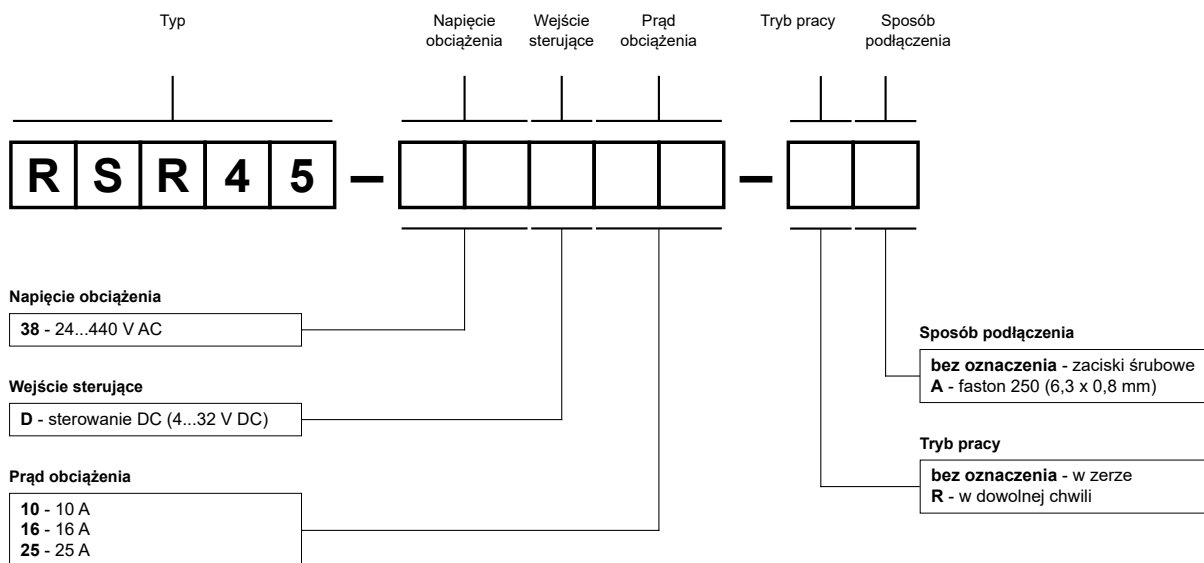 Typ
Napięcie
obciążenia
Wejście
sterujące
Prąd
obciążenia
Tryb pracy
Sposób
podłączenia
R S R 4 5 – –
Napięcie obciążenia
38 - 24...440 V AC
Wejście sterujące
D - sterowanie DC (4...32 V DC)
Prąd obciążenia
10 - 10 A
16 - 16 A
25 - 25 A
Sposób podłączenia
bez oznaczenia - zaciski śrubowe
A - faston 250 (6,3 x 0,8 mm)
Tryb pracy
bez oznaczenia - w zerze
R - w dowolnej chwili